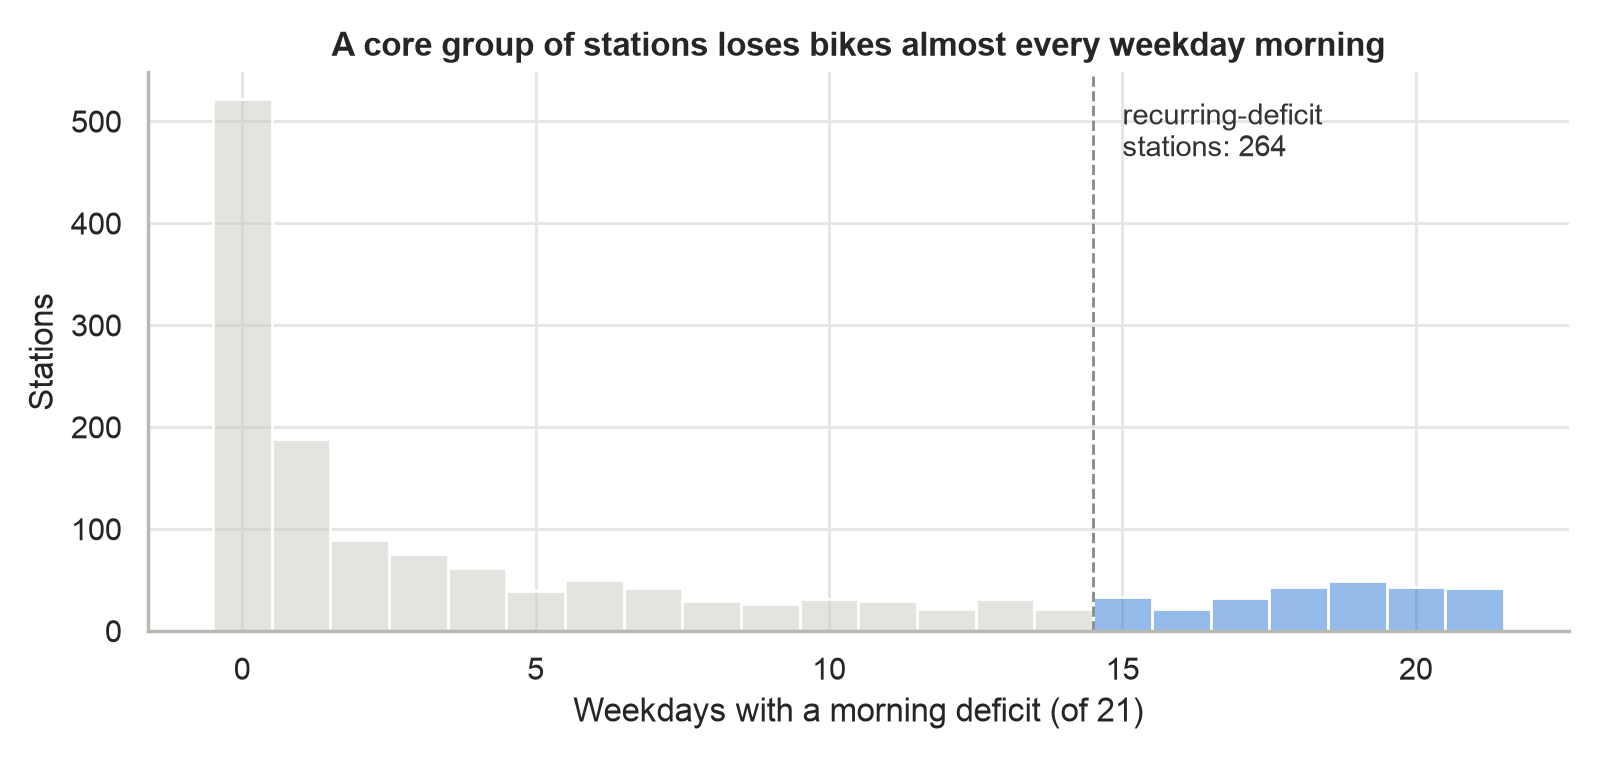 A core group of stations loses bikes almost every weekday morning
recurring-deficit
stations: 264
Stations
500
400
300
200
100
0
0 5 10 15 20
Weekdays with a morning deficit (of 21)